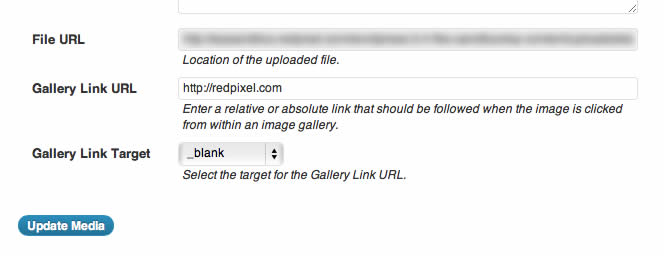 File URL
Location of the uploaded file.
Gallery Link URL
http://redpixel.com
Enter a relative or absolute link that should be followed when the image is clicked
from within an image gallery.
Gallery Link Target
_blank
Select the target for the Gallery Link URL.
Update Media